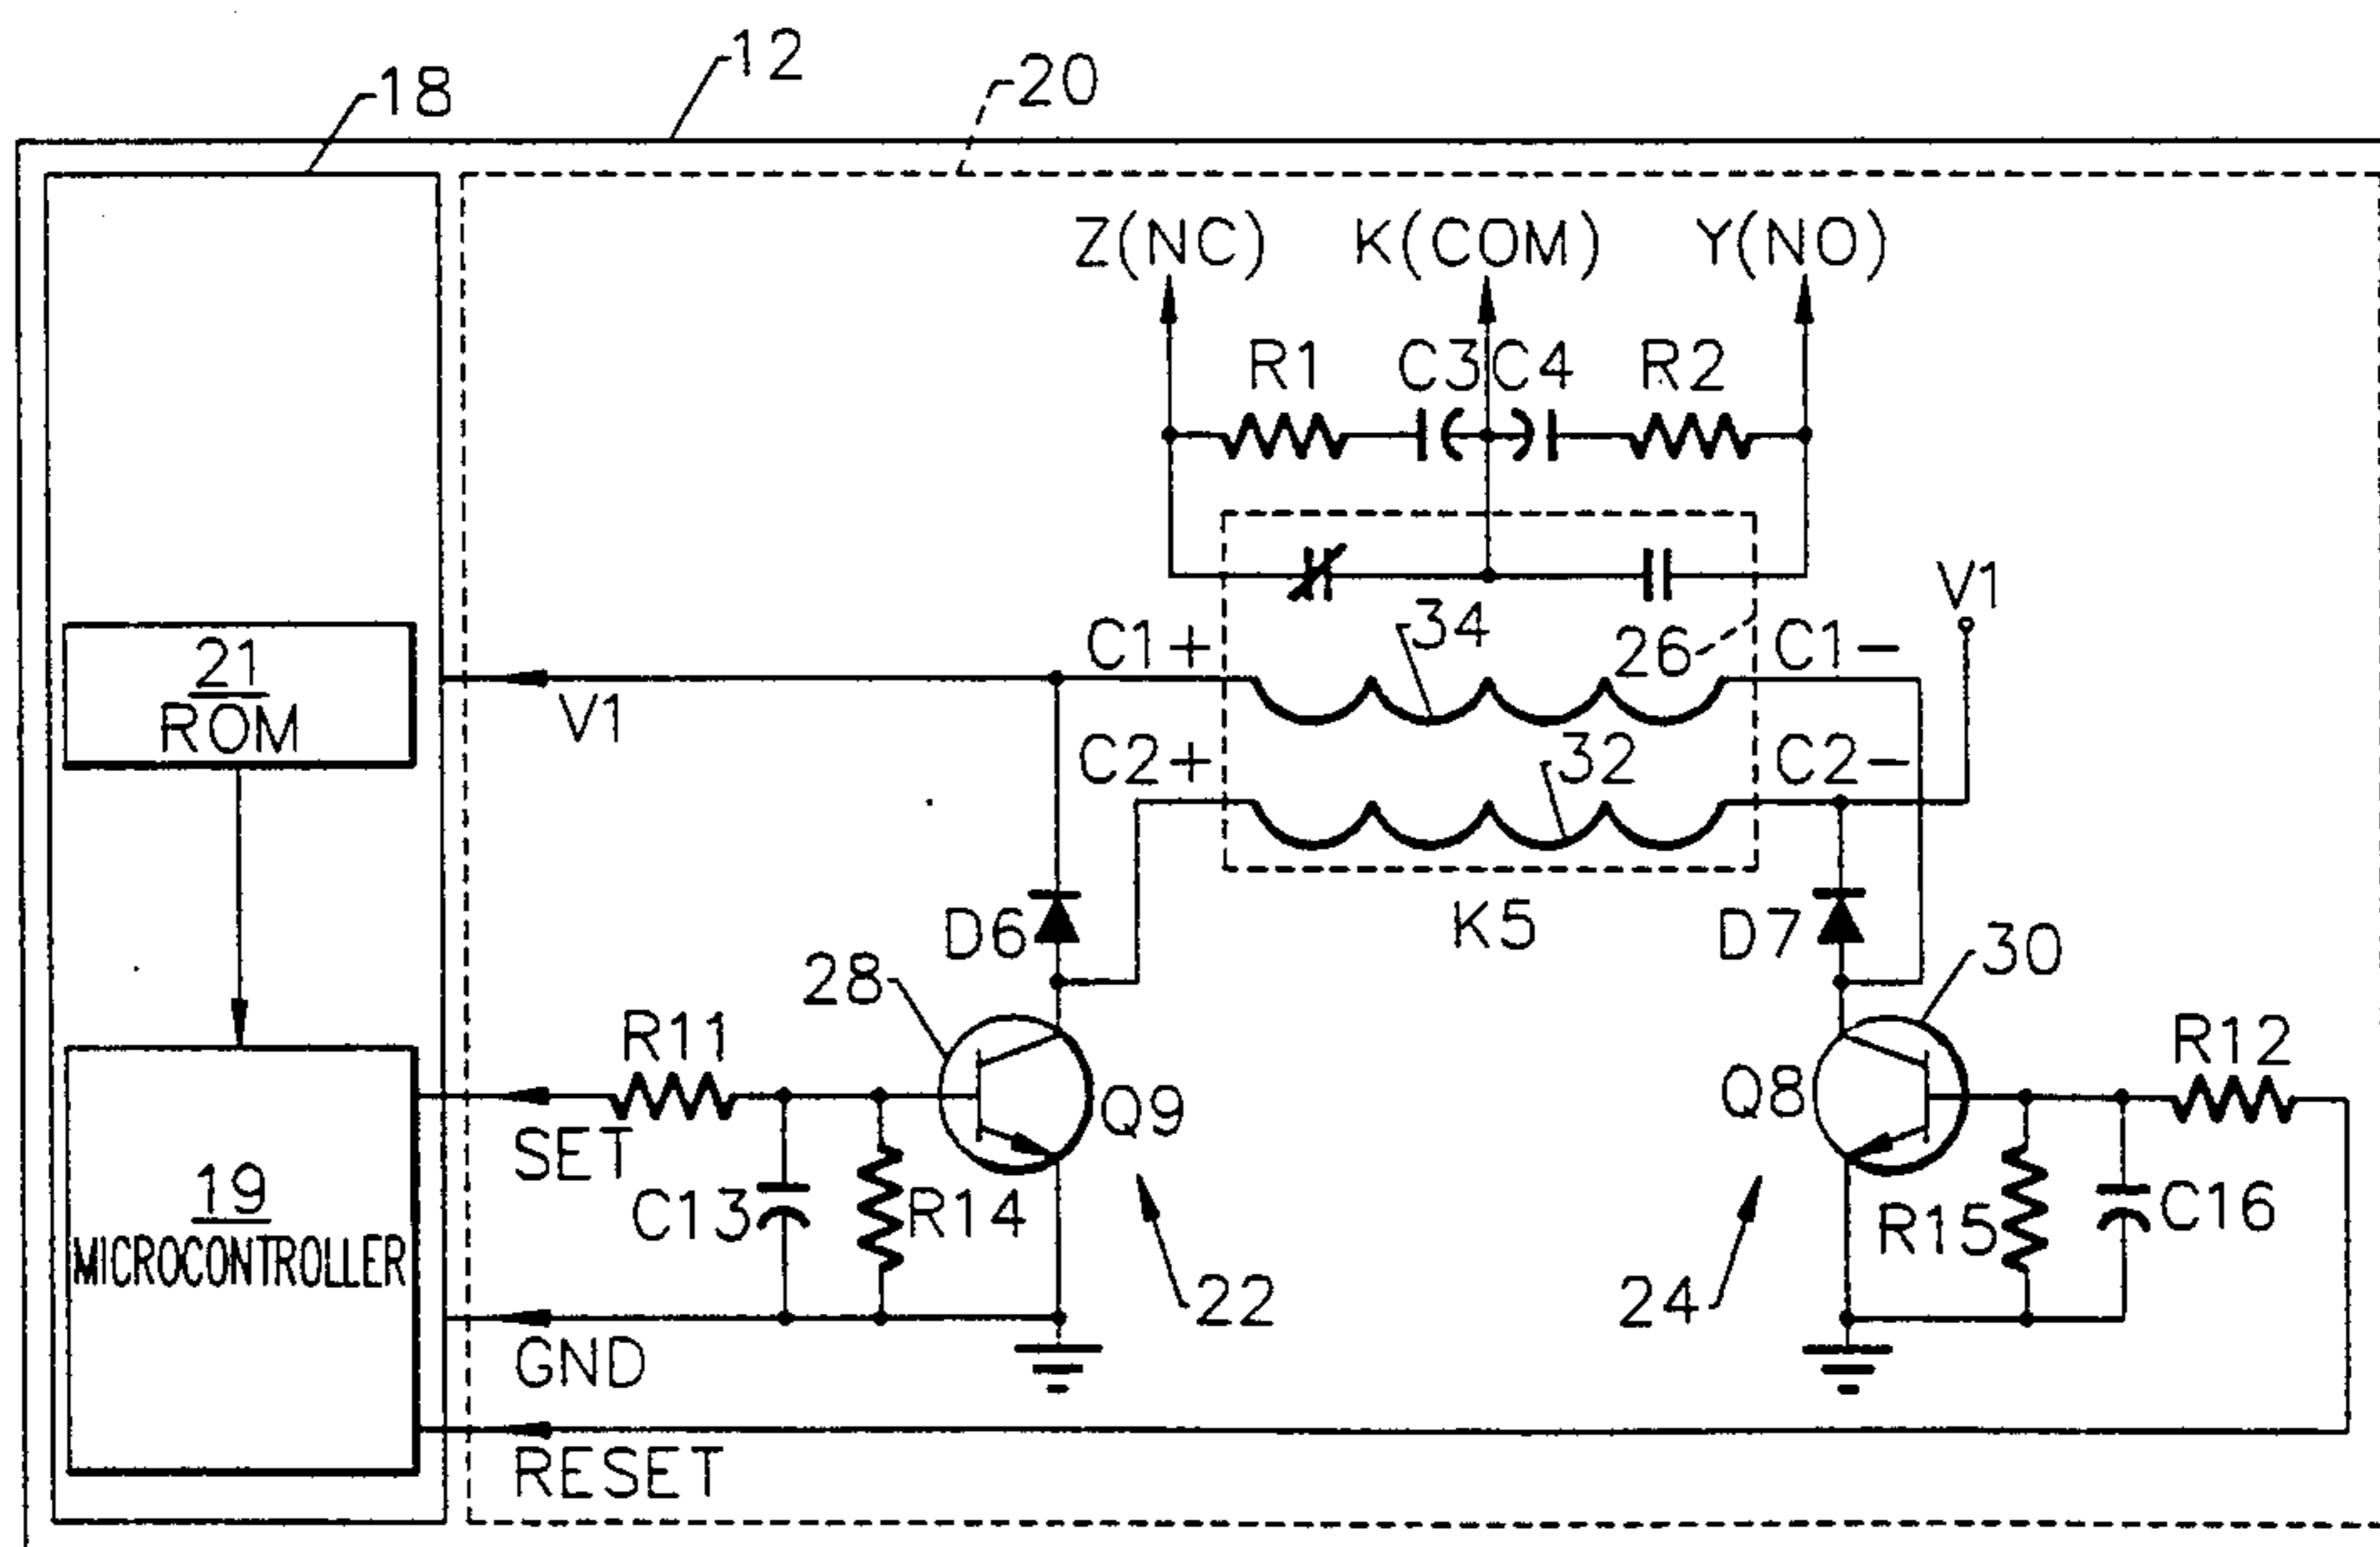 12
18
20
Z(NC) K(COM) Y(NO)
R1 C3 C4 R2
V1
34
26
C1+ C1-
21
ROM
V1
C2+ 32 C2-
D6 K5 D7
28 30
R11 R12
Q9 Q8
SET
19
C13 R14 R15 C16
MICROCONTROLLER
22 24
GND
RESET